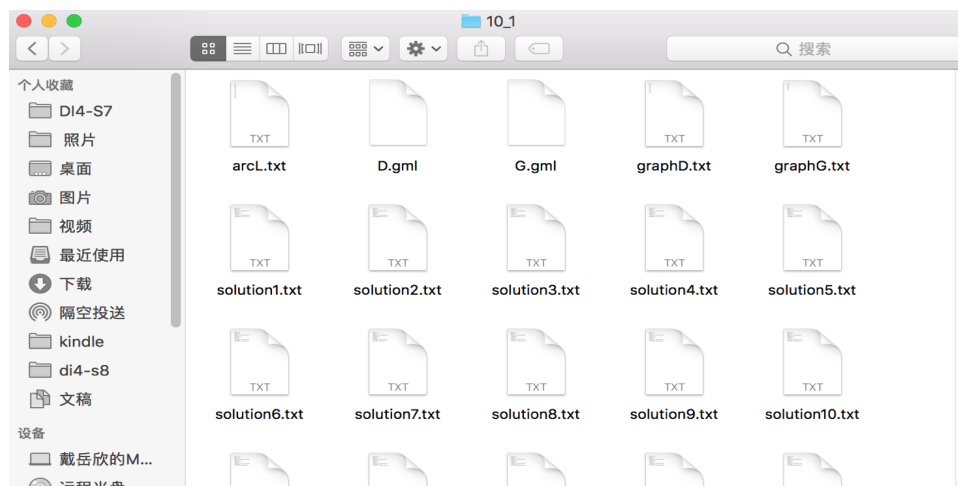 10_1
搜索
个人收藏
DI4-S7
照片
桌面
图片
视频
最近使用
下载
隔空投送
kindle
di4-s8
文稿
设备
戴岳欣的M...
远程光盘
TXT TXT TXT
arcL.txt D.gml G.gml graphD.txt graphG.txt
TXT TXT TXT TXT TXT
solution1.txt solution2.txt solution3.txt solution4.txt solution5.txt
TXT TXT TXT TXT TXT
solution6.txt solution7.txt solution8.txt solution9.txt solution10.txt